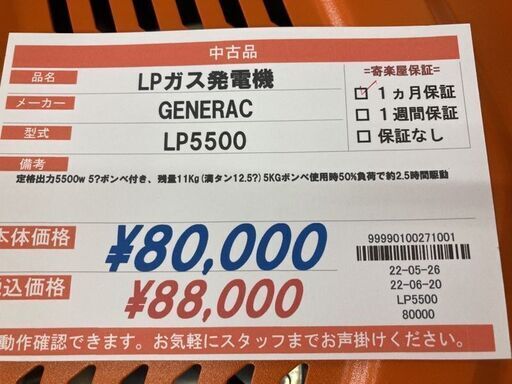 中古品
品名 LPガス発電機
メーカー GENERAC
型式 LP5500
=寄楽屋保証=
□ 1ヵ月保証
□ 1週間保証
□ 保証なし
備考
定格出力5500w 5?ボンベ付き、残量11Kg(満タン12.5?)5KGボンベ使用時50%負荷で約2.5時間駆動
本体価格 ¥80,000
税込価格 ¥88,000
99990100271001
22-05-26
22-06-20
LP5500
80000
動作確認できます。お気軽にスタッフまでお声掛けください。